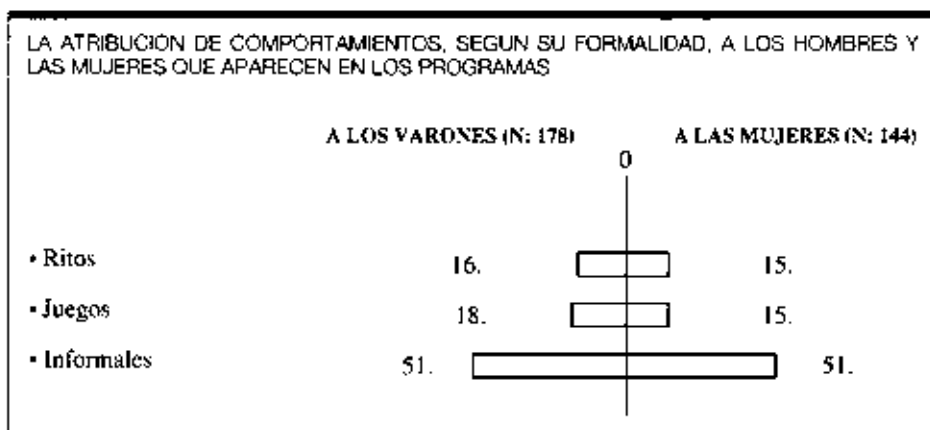 LA ATRIBUCION DE COMPORTAMIENTOS, SEGUN SU FORMALIDAD, A LOS HOMBRES Y
LAS MUJERES QUE APARECEN EN LOS PROGRAMAS
A LOS VARONES (N: 178) A LAS MUJERES (N: 144)
0
• Ritos 16. 15.
• Juegos 18. 15.
• Informales 51. 51.